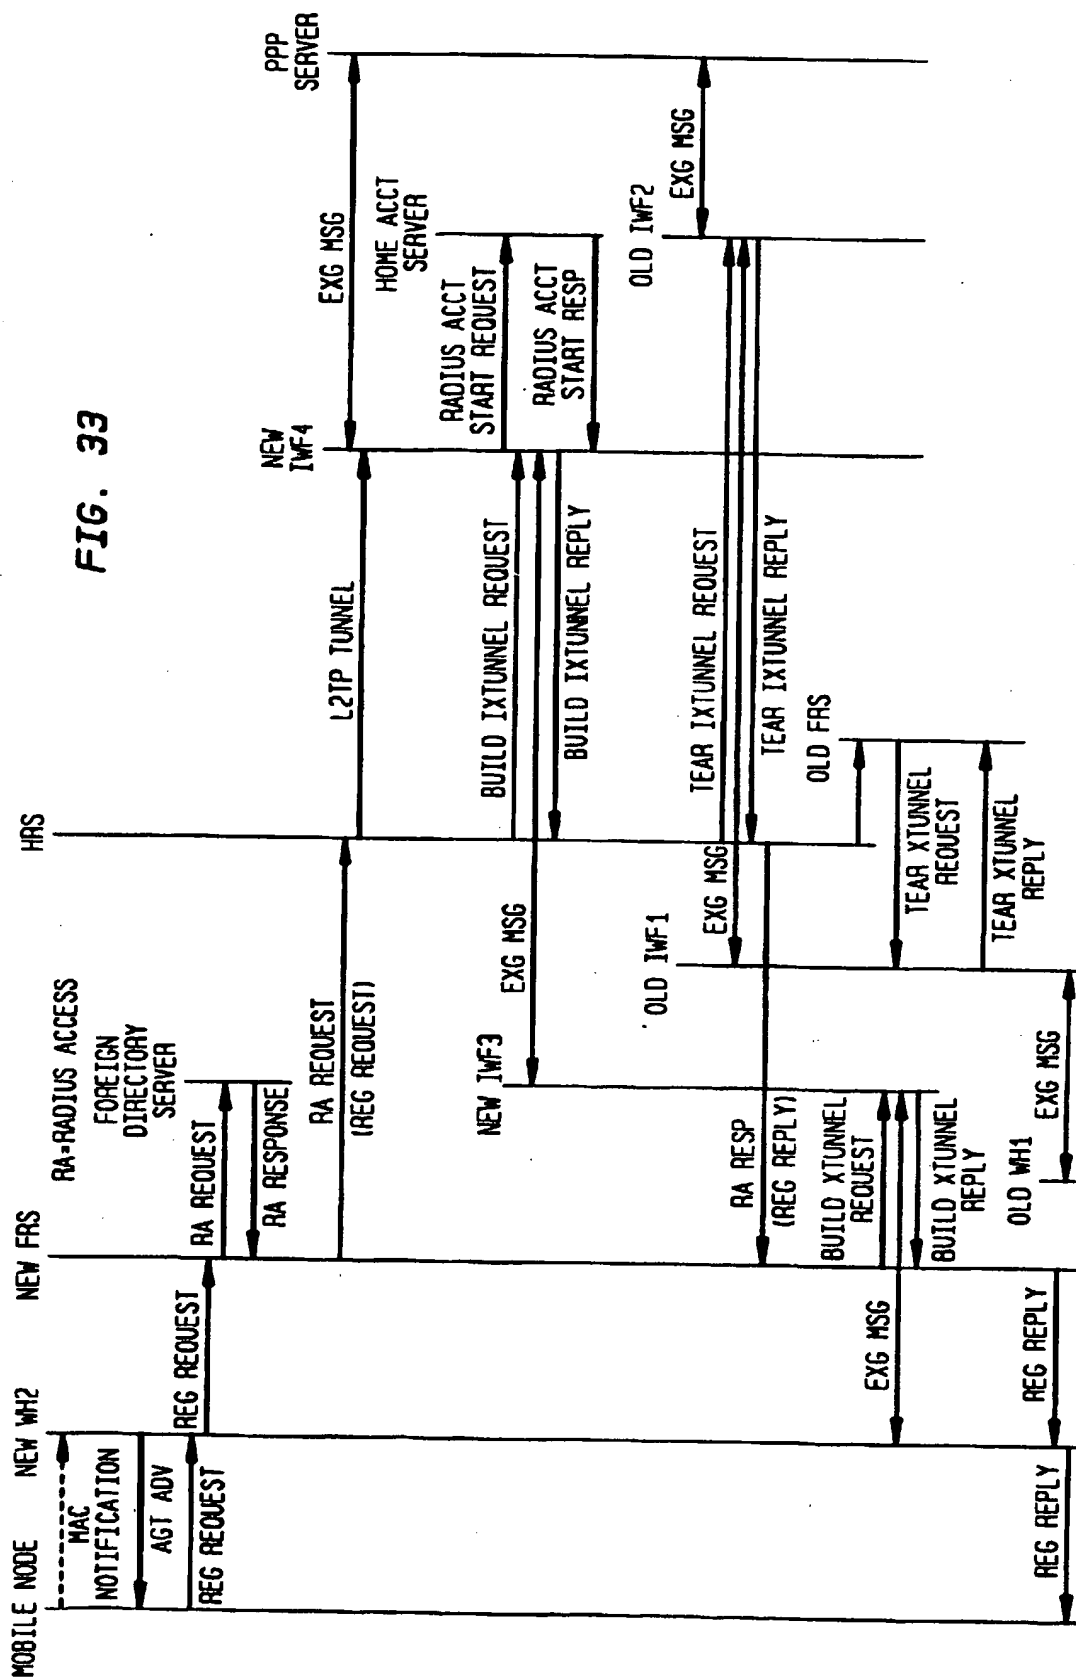 FIG. 33
MOBILE NODE
NEW WH2
NEW FRS
HRS
NEW
IWF4
PPP
SERVER
RA=RADIUS ACCESS
FOREIGN
DIRECTORY
SERVER
MAC
NOTIFICATION
AGT ADV
REG REQUEST
REG REQUEST
RA REQUEST
RA RESPONSE
RA REQUEST
(REG REQUEST)
L2TP TUNNEL
EXG MSG
HOME ACCT
SERVER
RADIUS ACCT
START REQUEST
RADIUS ACCT
START RESP
BUILD IXTUNNEL REQUEST
EXG MSG
BUILD IXTUNNEL REPLY
NEW IWF3
OLD IWF2
EXG MSG
OLD IWF1
TEAR IXTUNNEL REQUEST
EXG MSG
TEAR IXTUNNEL REPLY
RA RESP
(REG REPLY)
OLD FRS
BUILD XTUNNEL
REQUEST
EXG MSG
BUILD XTUNNEL
REPLY
TEAR XTUNNEL
REQUEST
TEAR XTUNNEL
REPLY
OLD WH1
EXG MSG
REG REPLY
REG REPLY